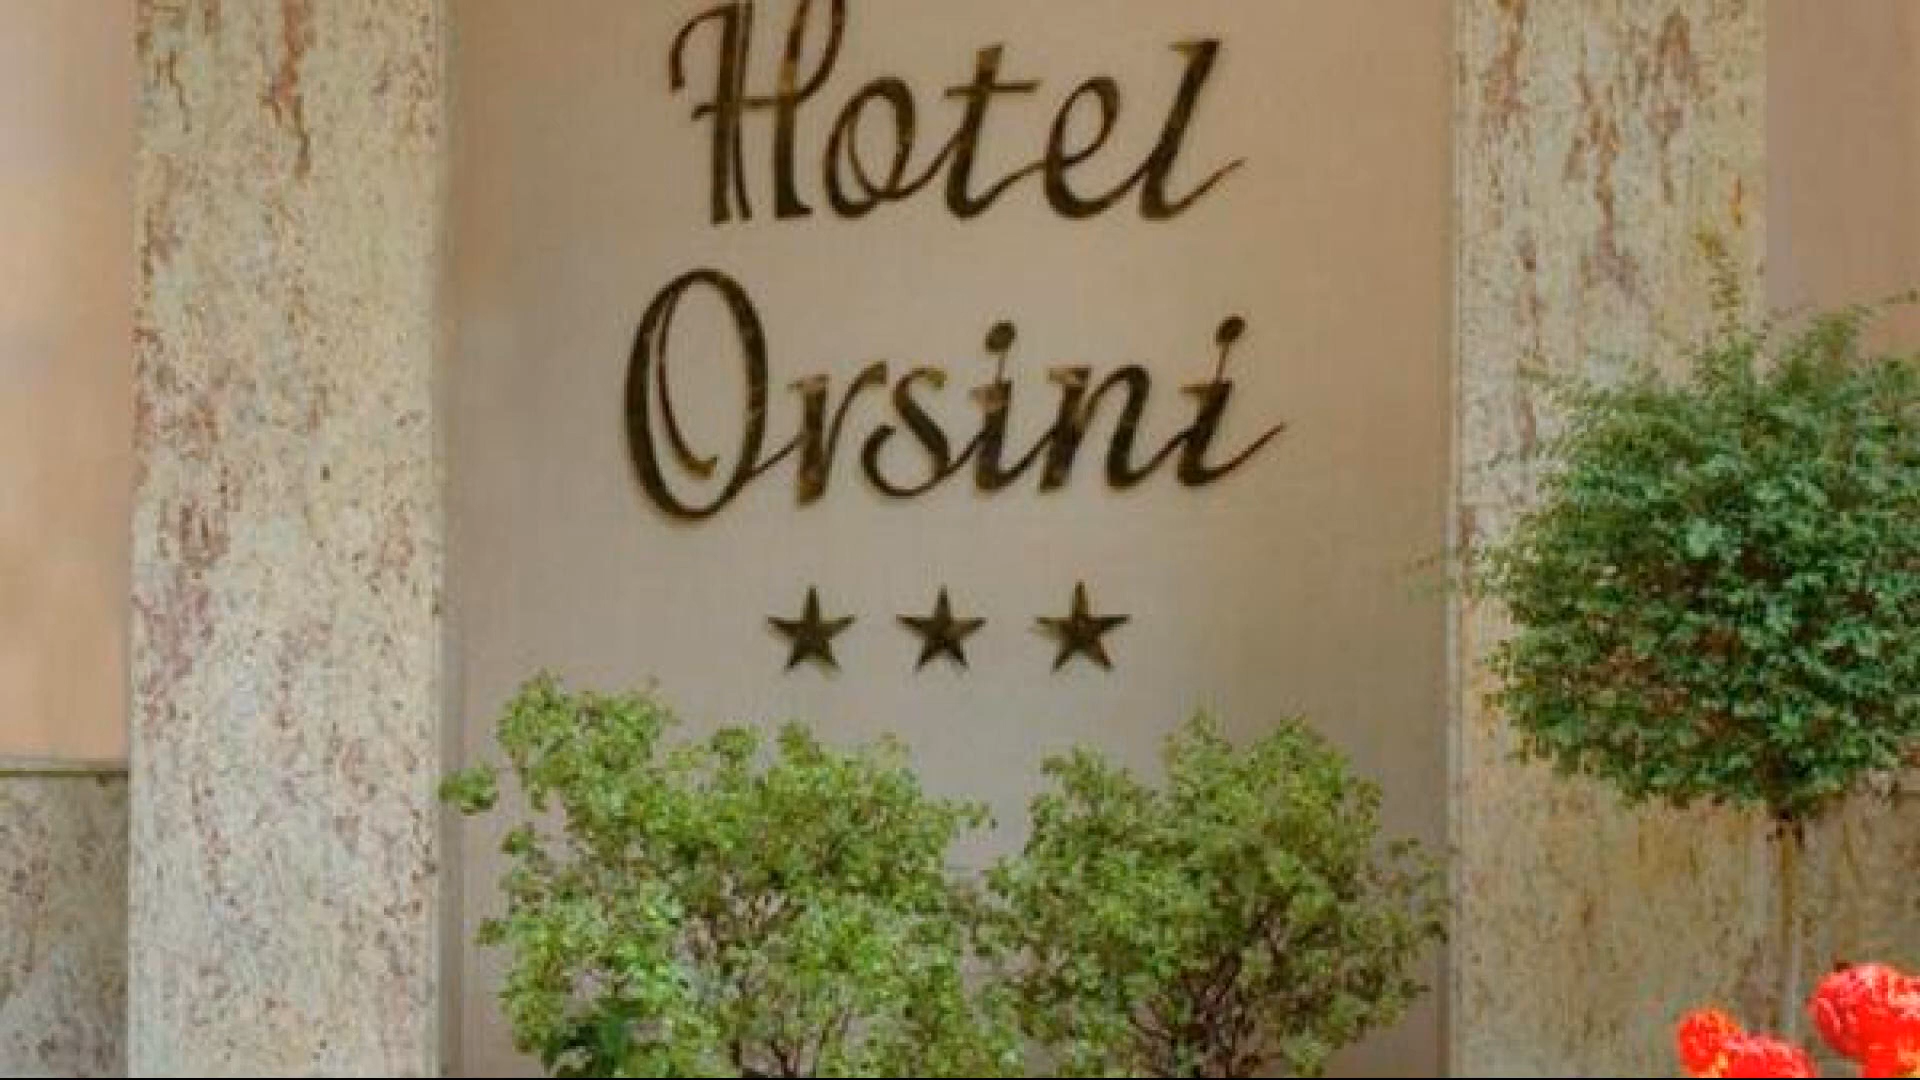 Hotel
Orsini
★ ★ ★